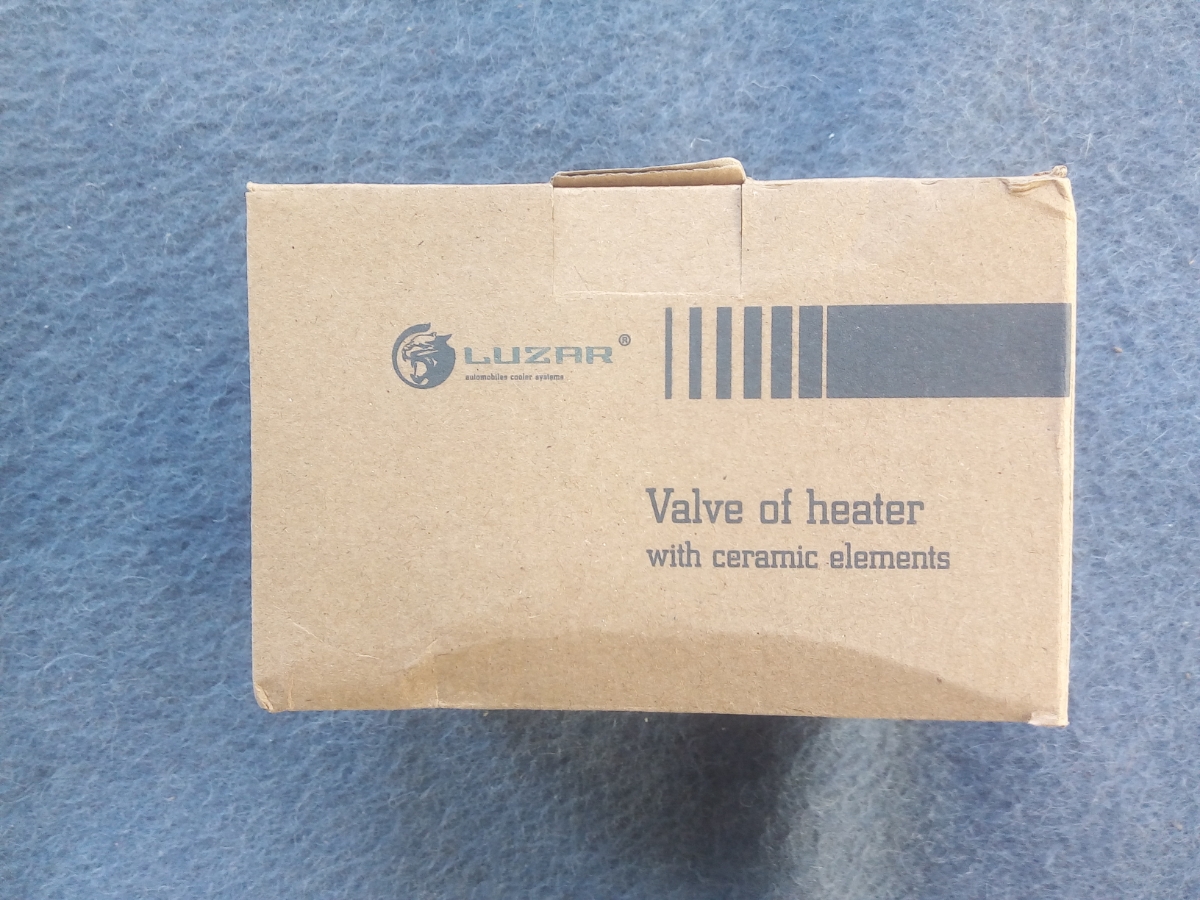 LUZAR®
automobiles cooler systems
Valve of heater
with ceramic elements